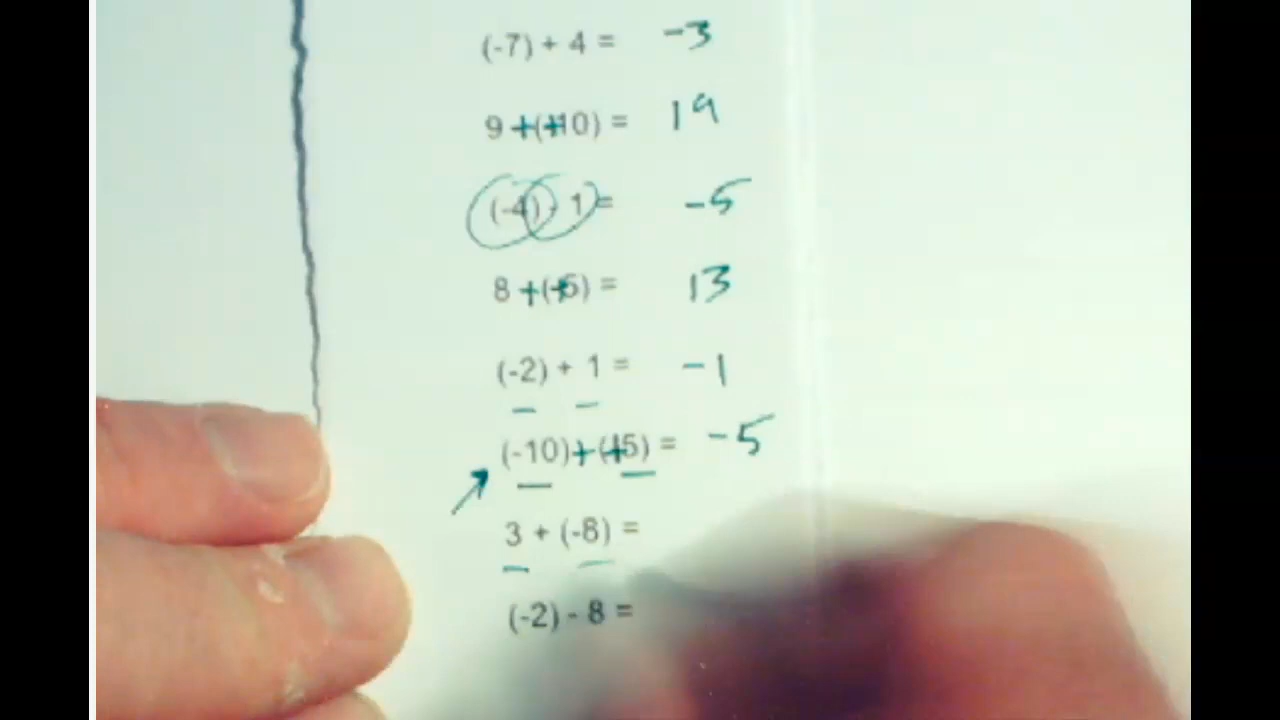 (-7) + 4 = -3
9 +(+10) = 19
(-4) - 1 = -5
8 +(+5) = 13
(-2) + 1 = -1
(-10)+(+5) = -5
3 + (-8) =
(-2) - 8 =